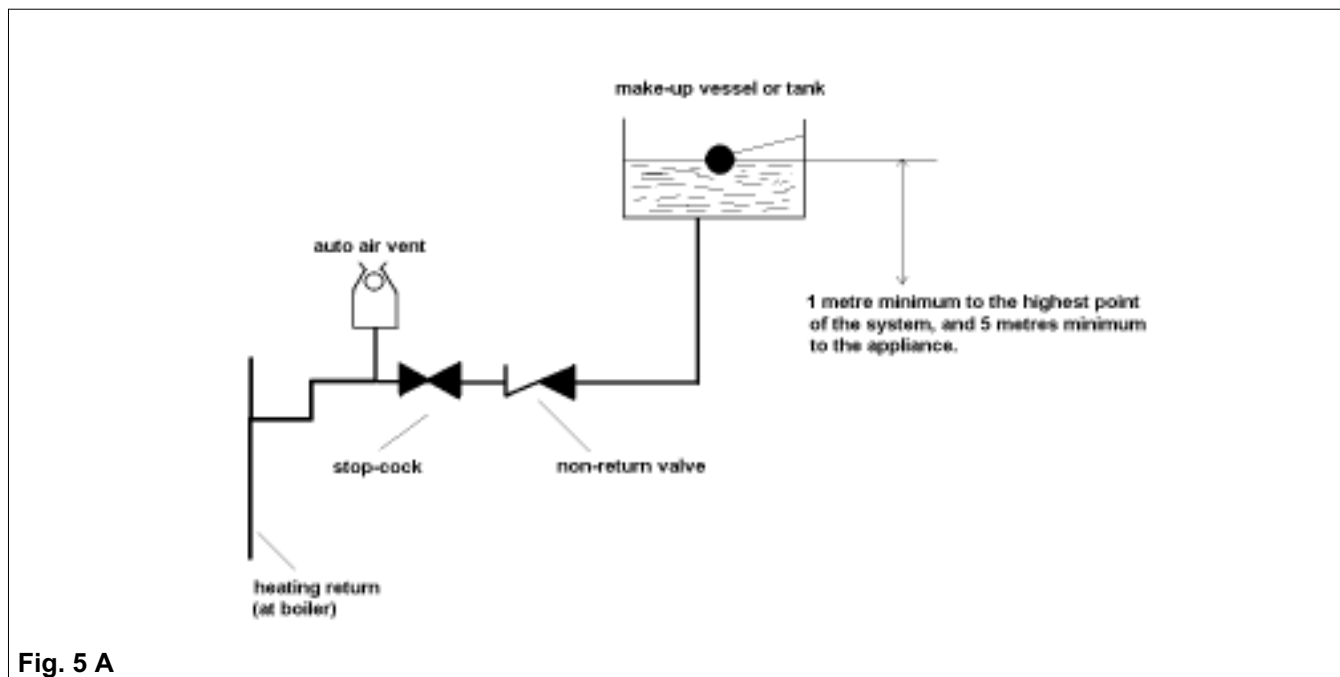 make-up vessel or tank
auto air vent
1 metre minimum to the highest point
of the system, and 5 metres minimum
to the appliance.
stop-cock
non-return valve
heating return
(at boiler)
Fig. 5 A